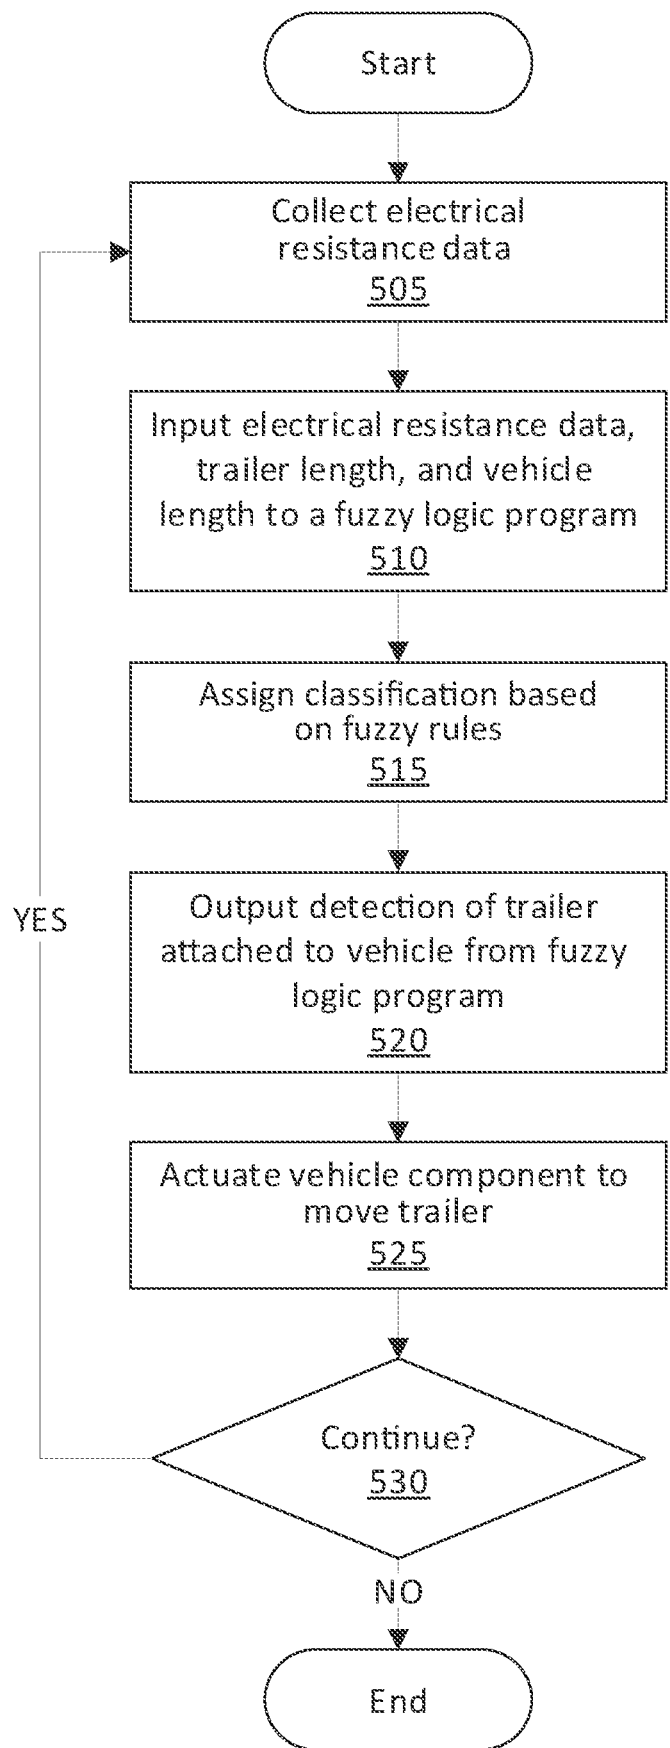 Start
Collect electrical
resistance data
505
Input electrical resistance data,
trailer length, and vehicle
length to a fuzzy logic program
510
Assign classification based
on fuzzy rules
515
YES
Output detection of trailer
attached to vehicle from fuzzy
logic program
520
Actuate vehicle component to
move trailer
525
Continue?
530
NO
End